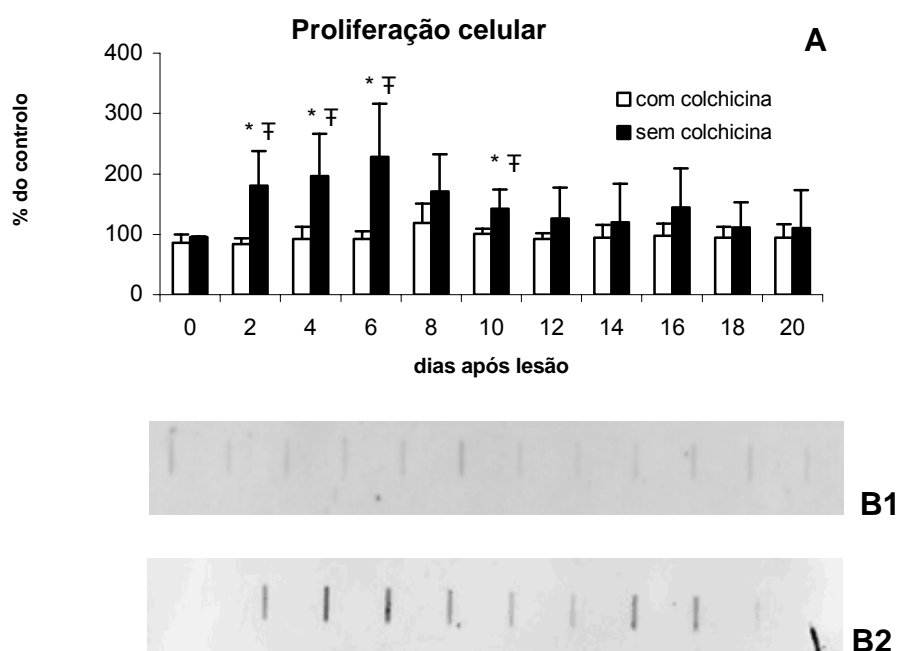 Proliferação celular
A
400
300
200
100
0
% do controlo
* Ŧ
* Ŧ
* Ŧ
* Ŧ
com colchicina
sem colchicina
0 2 4 6 8 10 12 14 16 18 20
dias após lesão
B1
B2